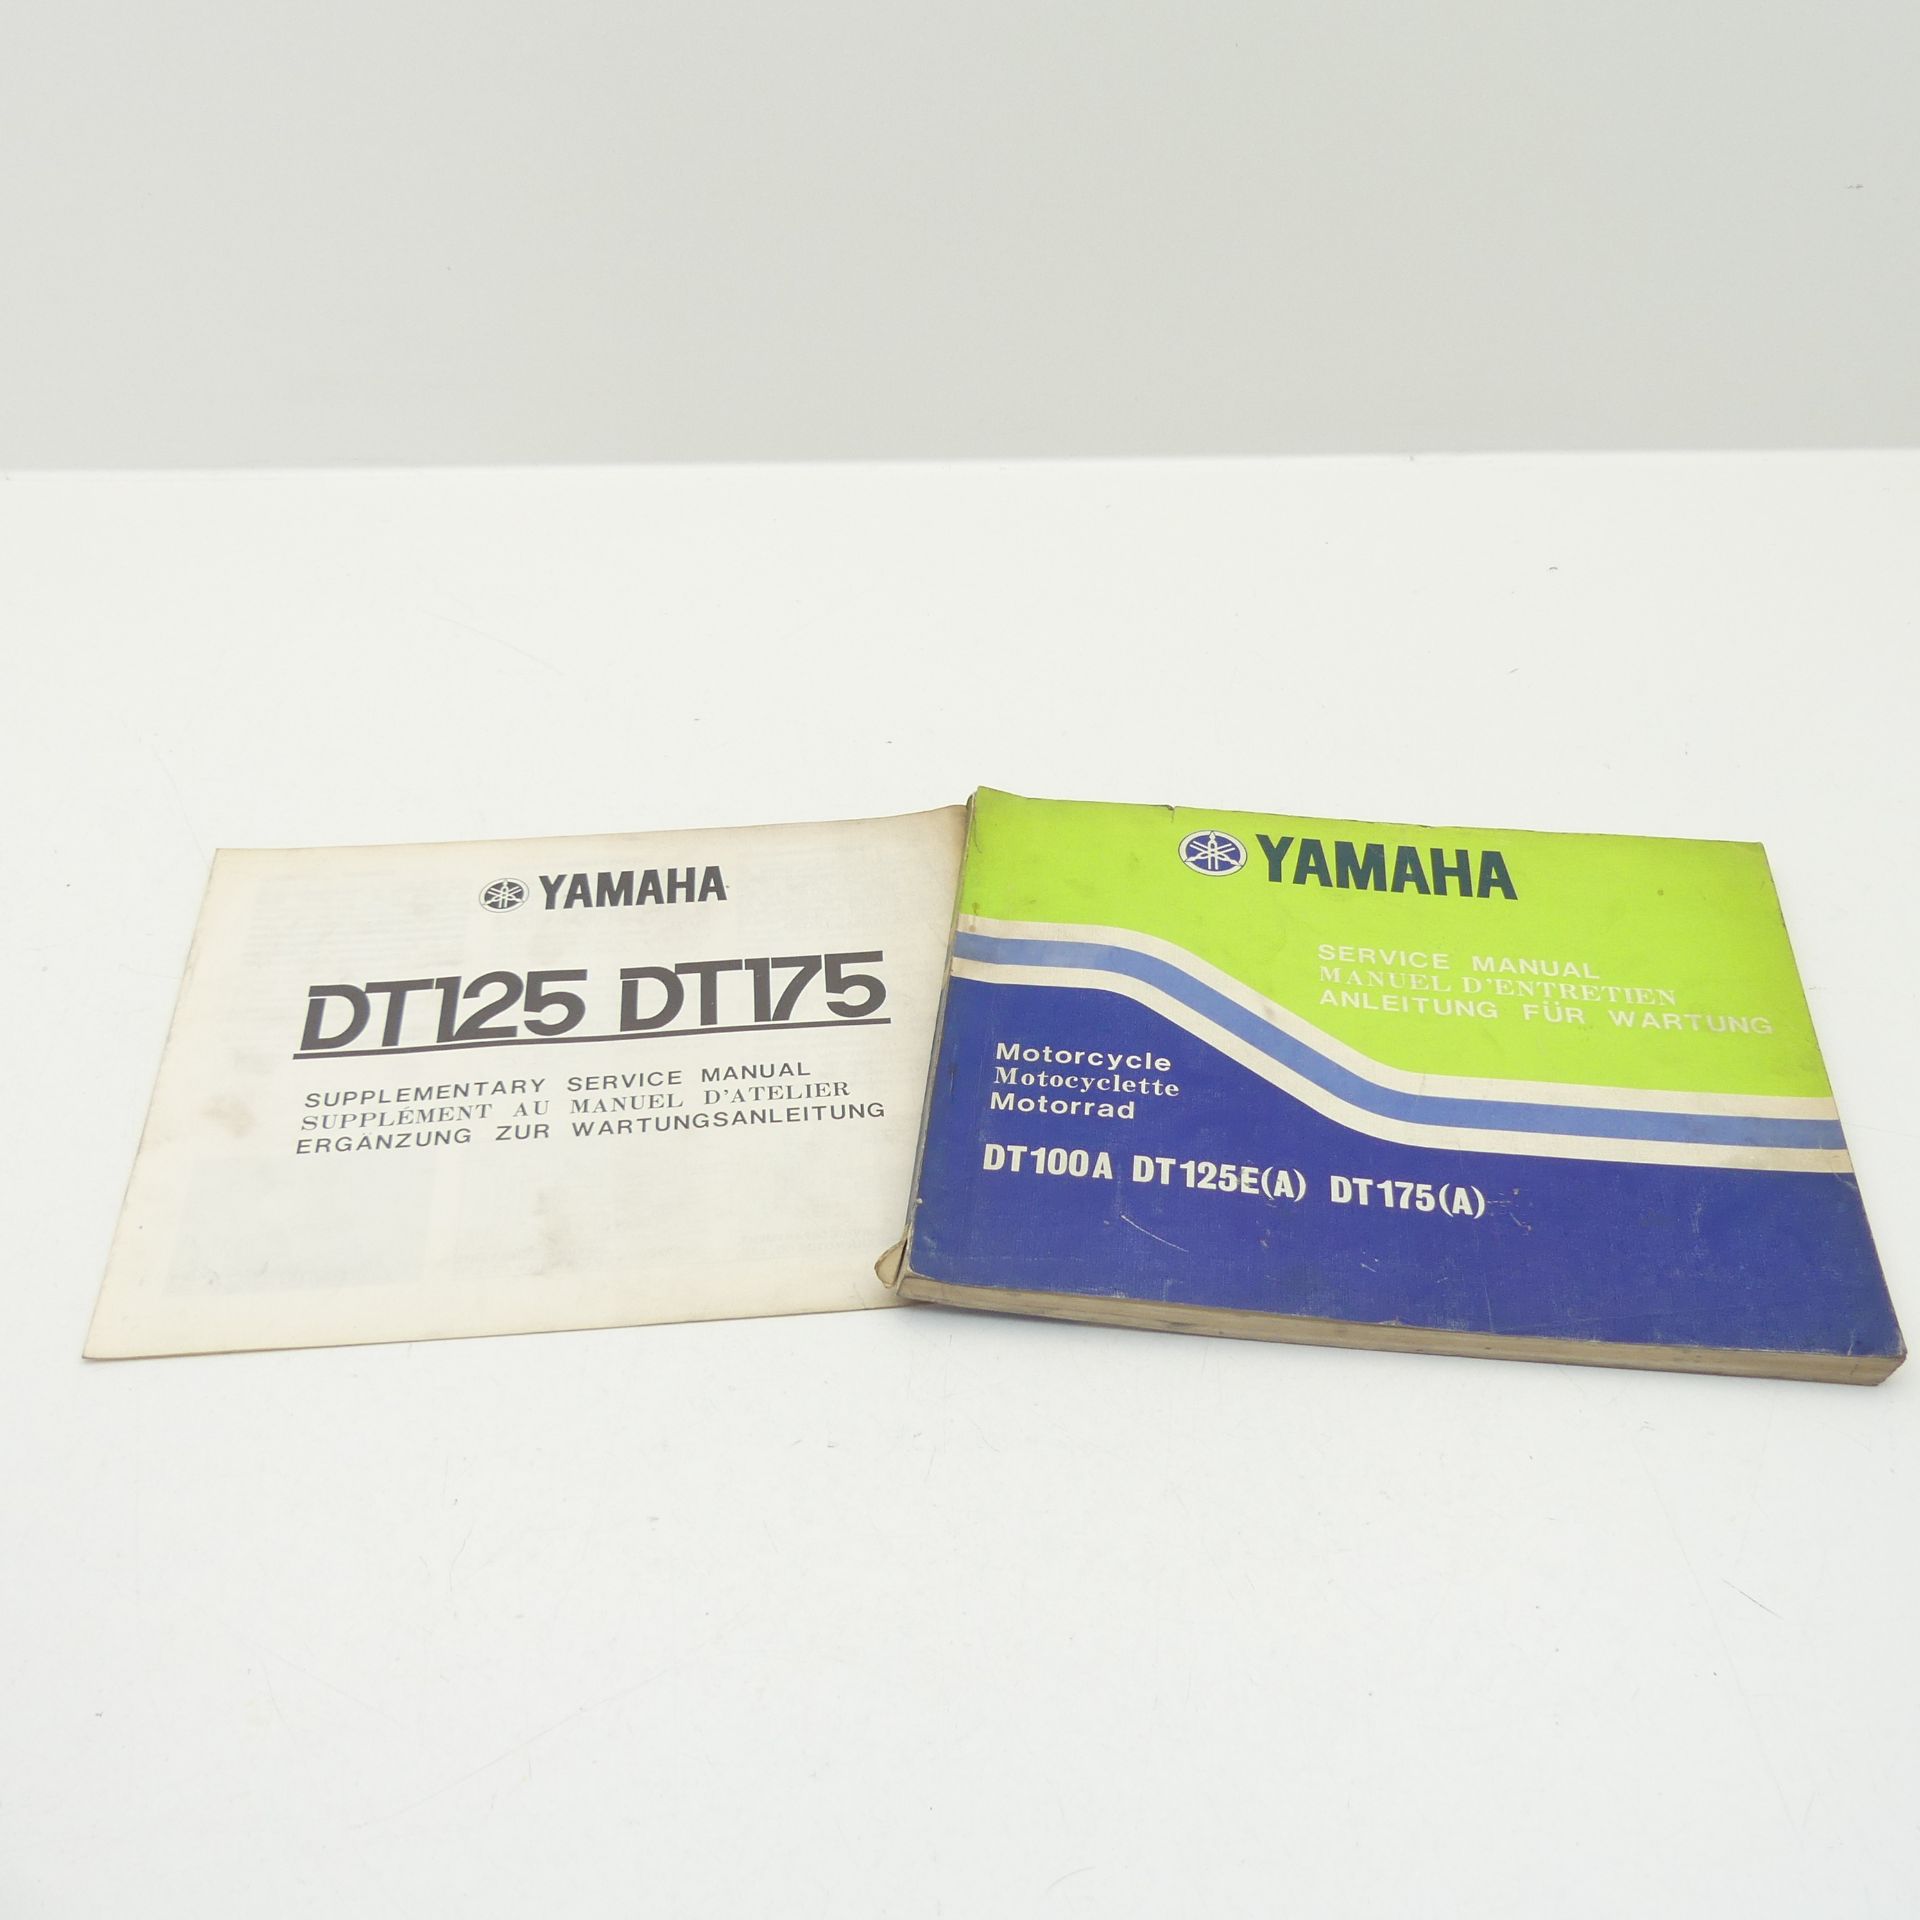 YAMAHA
DT125 DT175
SUPPLEMENTARY SERVICE MANUAL
SUPPLÉMENT AU MANUEL D'ATELIER
ERGÄNZUNG ZUR WARTUNGSANLEITUNG
YAMAHA
SERVICE MANUAL
MANUEL D'ENTRETIEN
ANLEITUNG FÜR WARTUNG
Motorcycle
Motocyclette
Motorrad
DT100A DT125E(A) DT175(A)